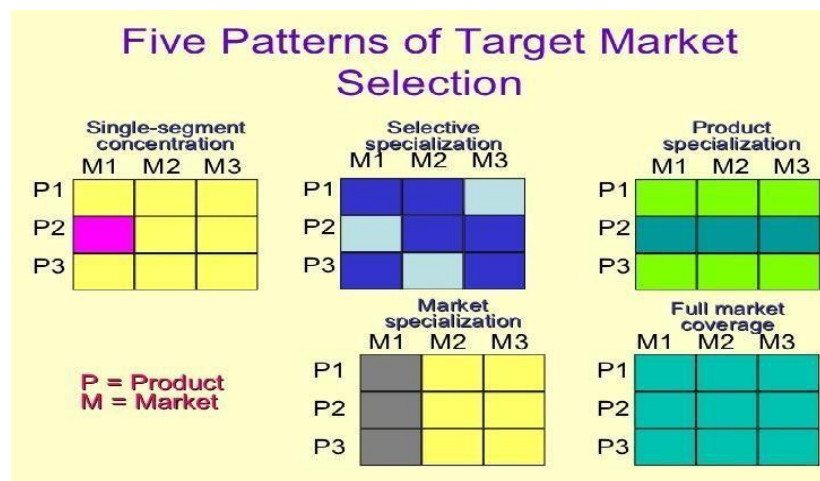 Five Patterns of Target Market
Selection
Single-segment
concentration
M1 M2 M3
P1
P2
P3
Selective
specialization
M1 M2 M3
P1
P2
P3
Product
specialization
M1 M2 M3
P1
P2
P3
P = Product
M = Market
Market
specialization
M1 M2 M3
P1
P2
P3
Full market
coverage
M1 M2 M3
P1
P2
P3